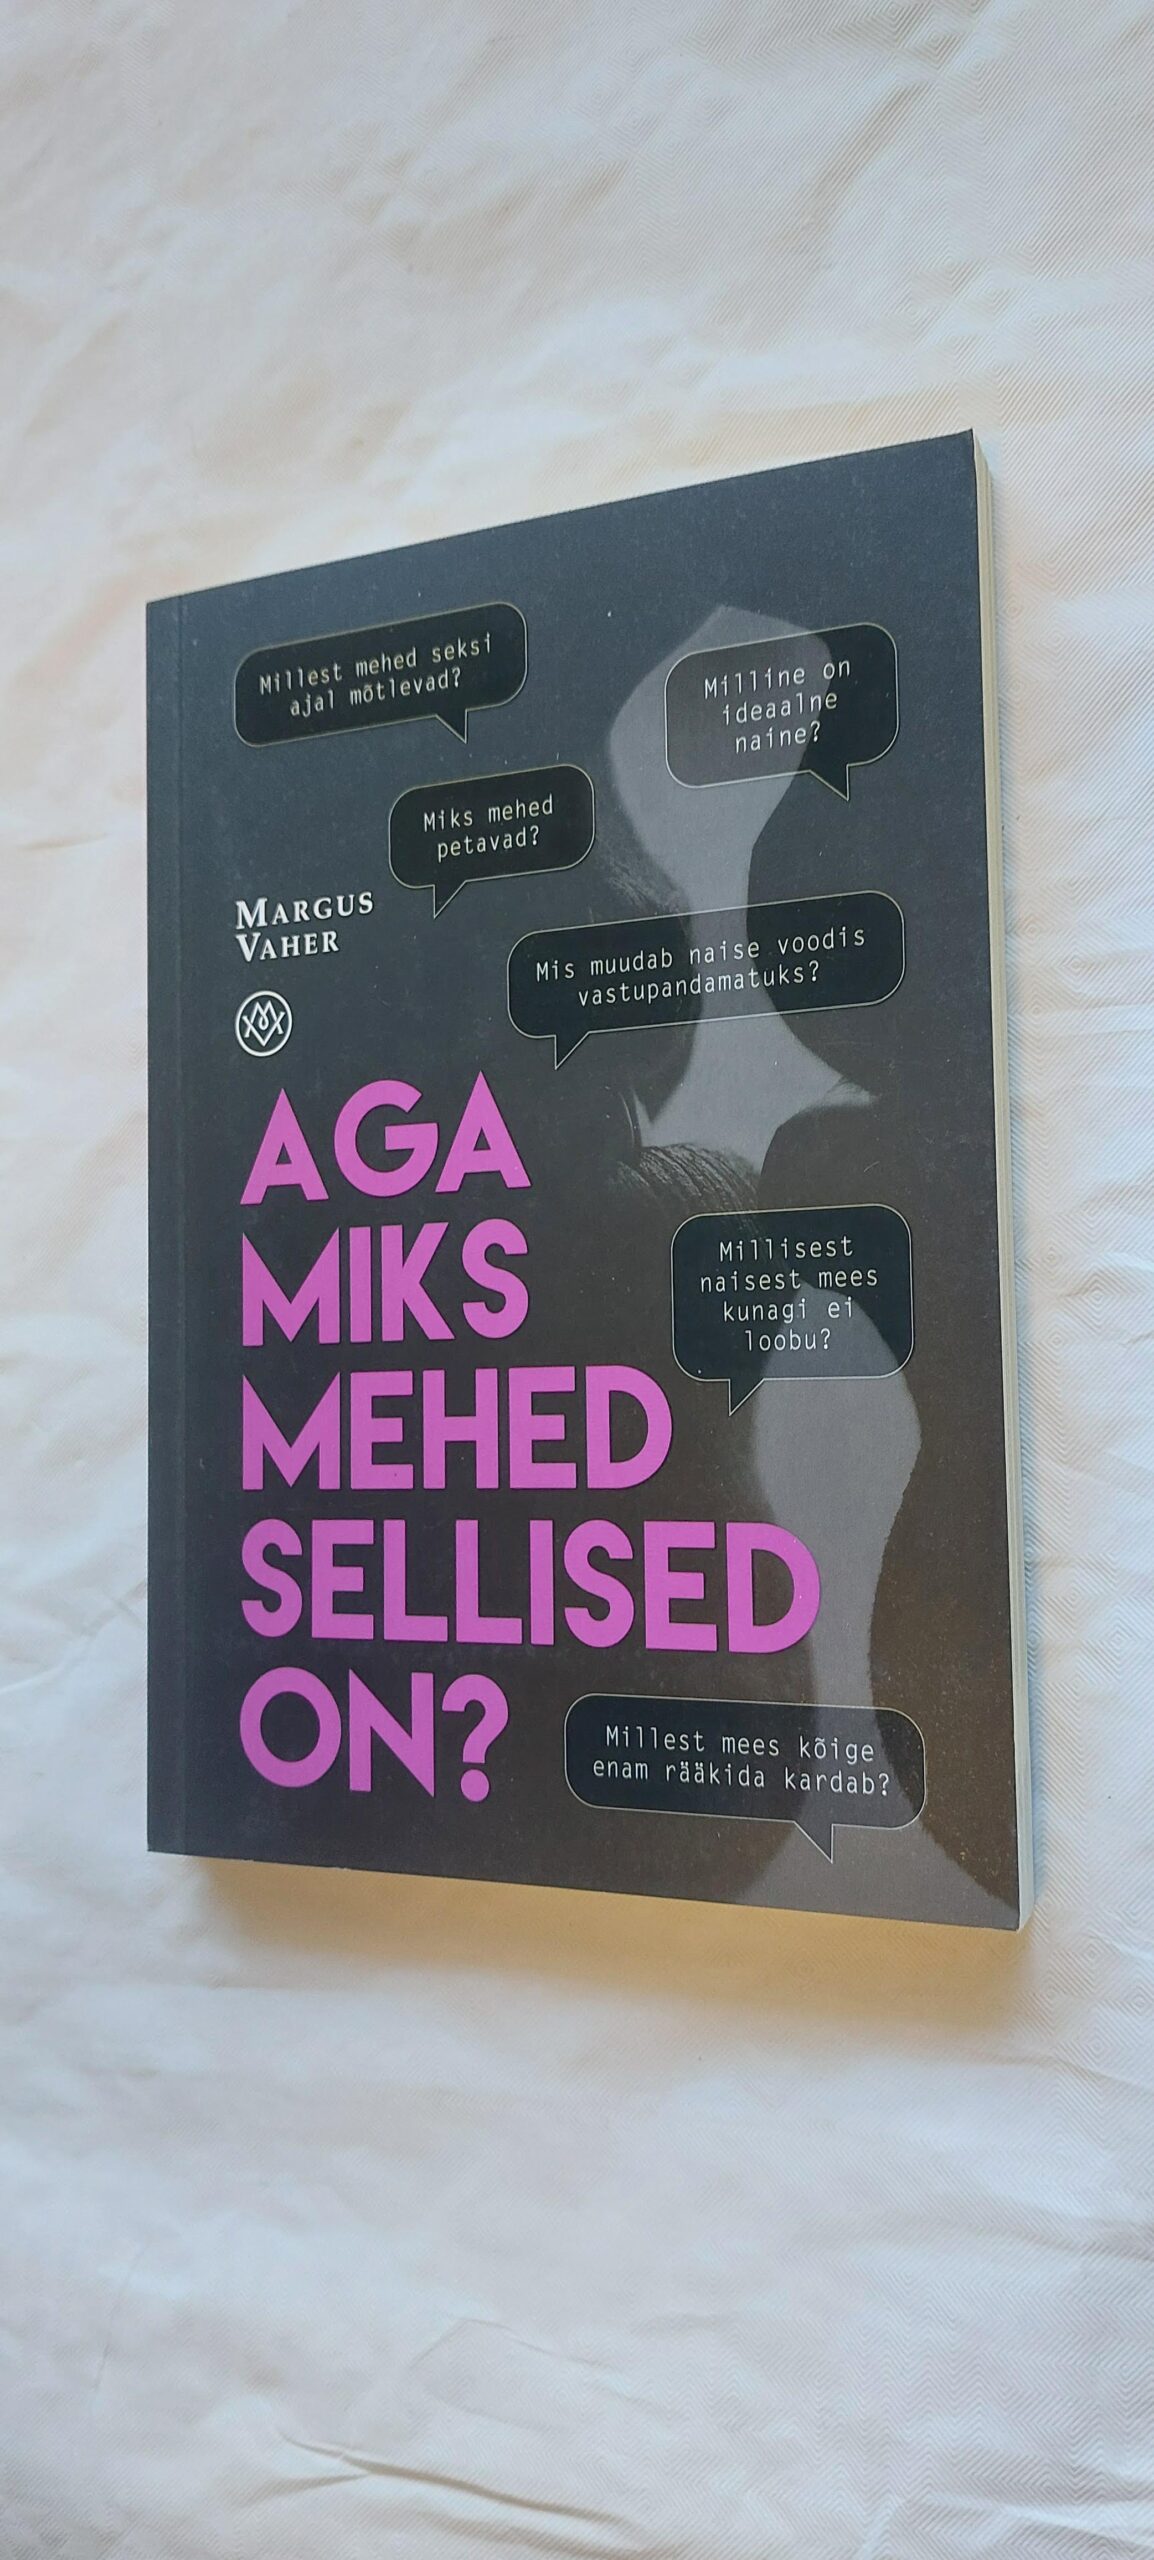 Millest mehed seksi
ajal mõtlevad?
Milline on
ideaalne
naine?
Miks mehed
petavad?
MARGUS
VAHER
Mis muudab naise voodis
vastupandamatuks?
AGA
MIKS
MEHED
SELLISED
ON?
Millisest
naisest mees
kunagi ei
loobu?
Millest mees kõige
enam rääkida kardab?